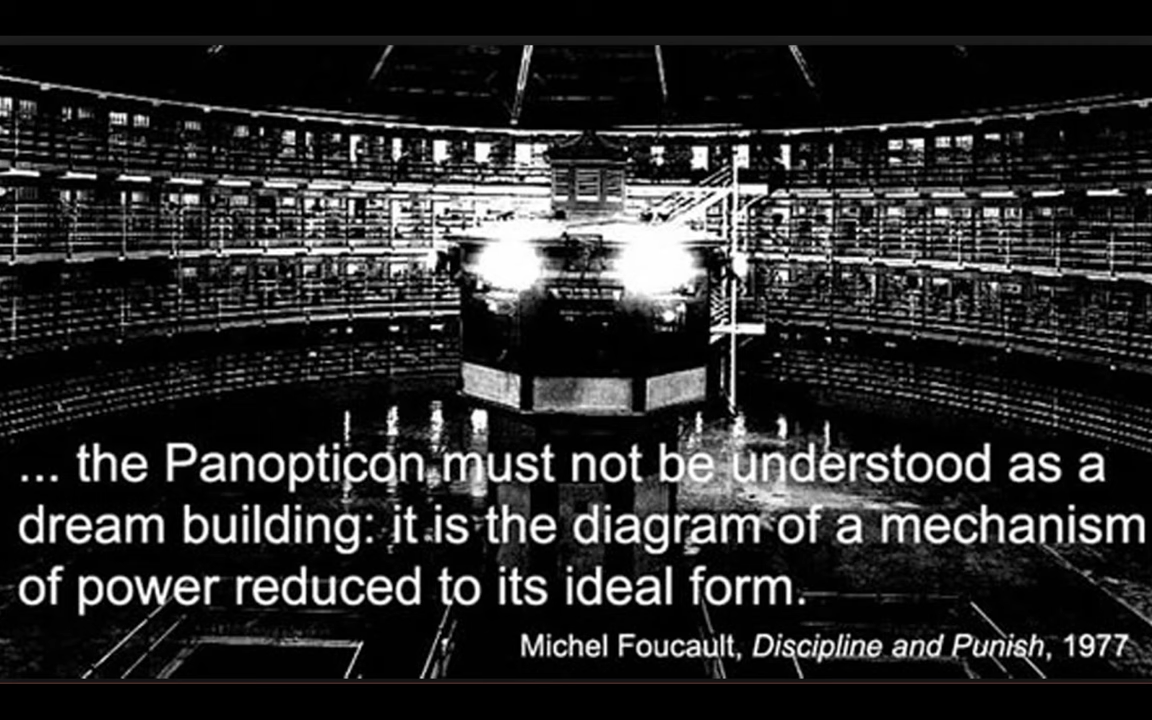 ... the Panopticon must not be understood as a
dream building: it is the diagram of a mechanism
of power reduced to its ideal form.
Michel Foucault, Discipline and Punish, 1977